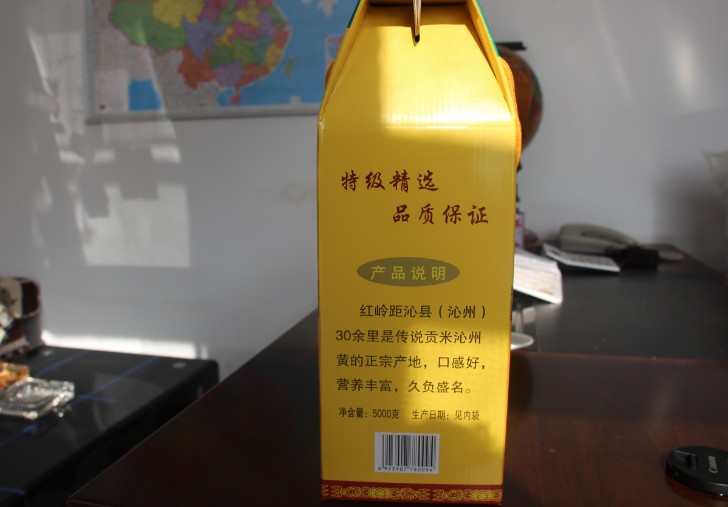 特级精选
品质保证
产品说明
红岭距沁县（沁州）
30余里是传说贡米沁州
黄的正宗产地，口感好，
营养丰富，久负盛名。
净含量：5000克 生产日期：见内袋
Canon